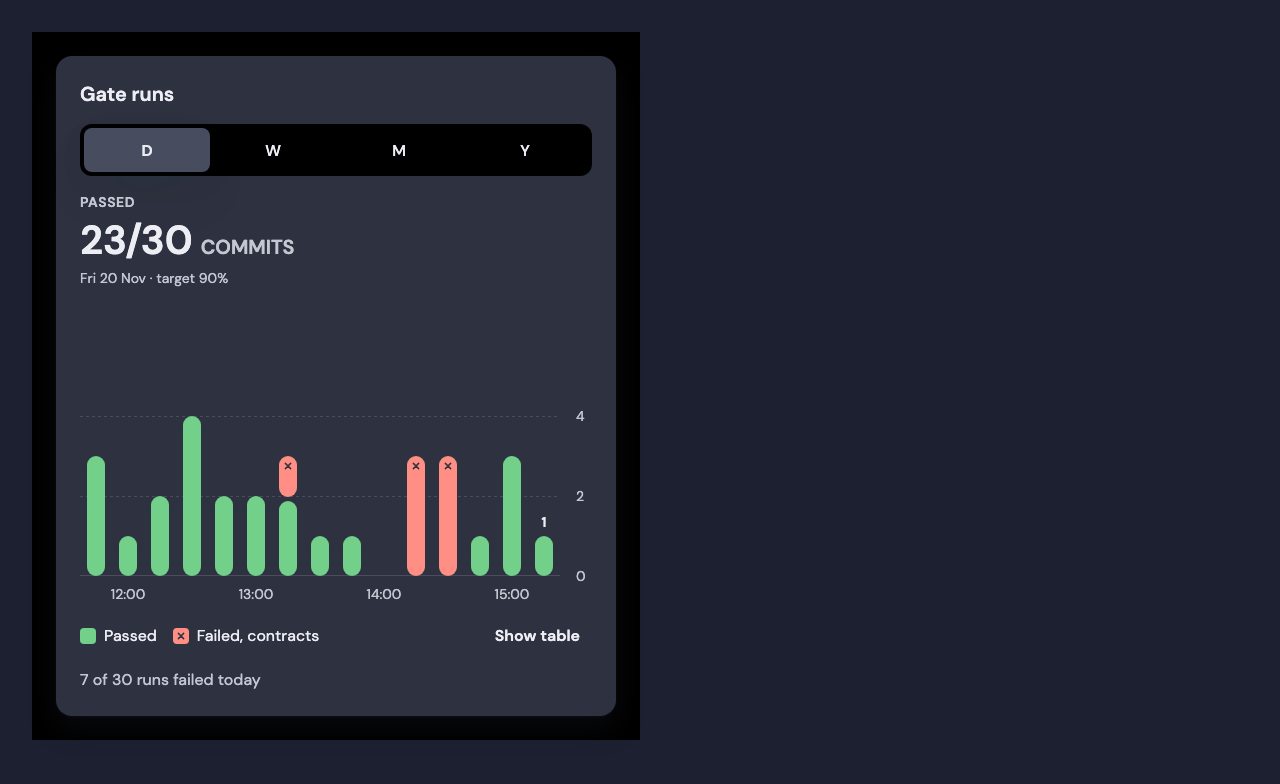 Gate runs
D W M Y
PASSED
23/30 COMMITS
Fri 20 Nov · target 90%
4
2
1
0
12:00 13:00 14:00 15:00
Passed × Failed, contracts Show table
7 of 30 runs failed today